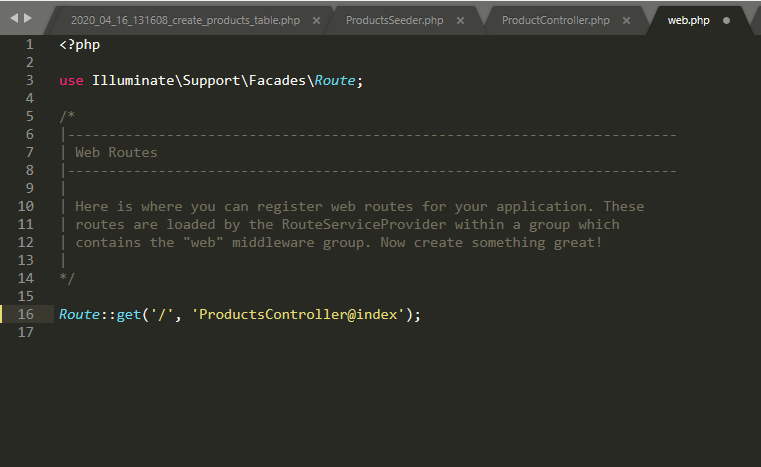 2020_04_16_131608_create_products_table.php × ProductsSeeder.php × ProductController.php × web.php
1 <?php
2
3 use Illuminate\Support\Facades\Route;
4
5 /*
6 |--------------------------------------------------------------------------
7 | Web Routes
8 |--------------------------------------------------------------------------
9 |
10 | Here is where you can register web routes for your application. These
11 | routes are loaded by the RouteServiceProvider within a group which
12 | contains the "web" middleware group. Now create something great!
13 |
14 */
15
16 Route::get('/', 'ProductsController@index');
17